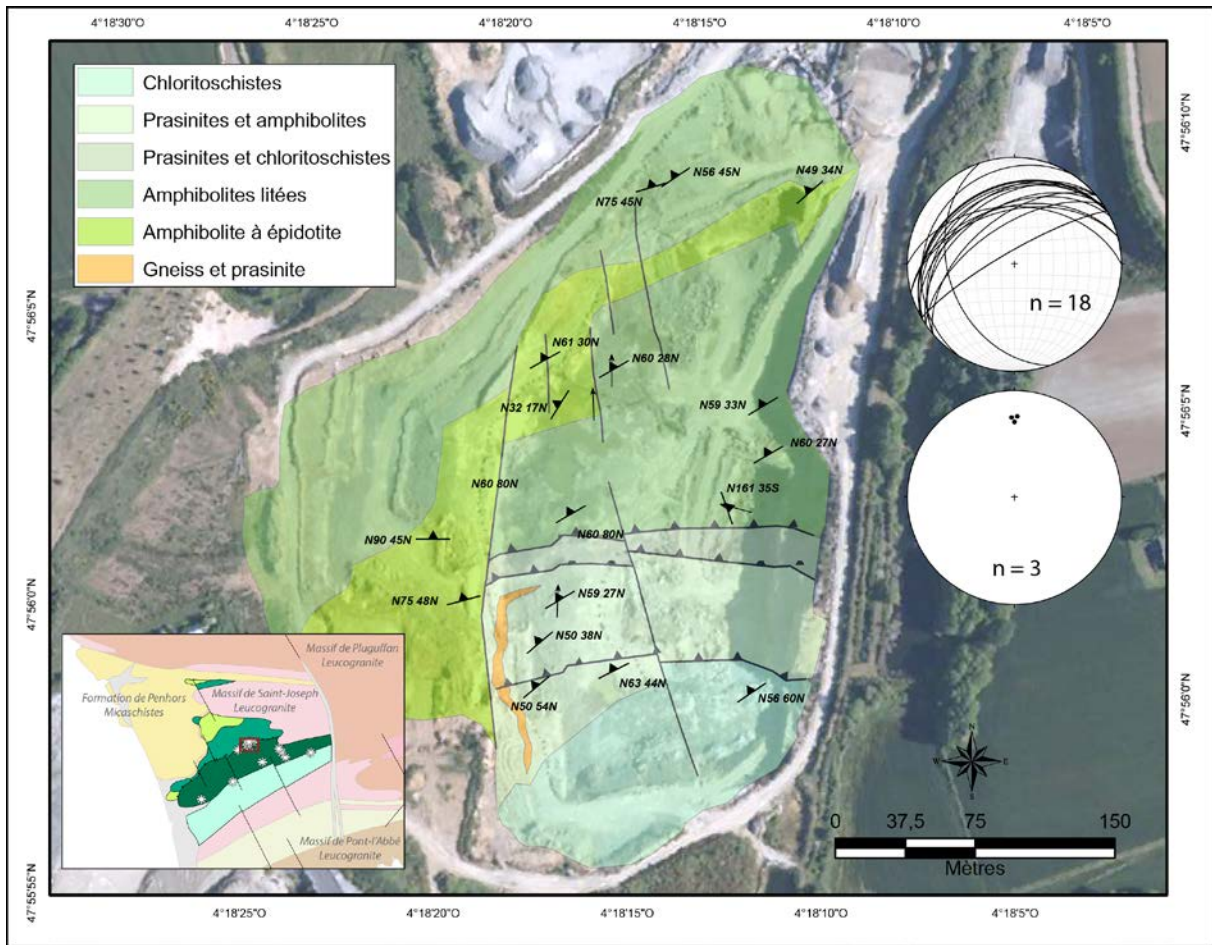 4°18'30"O
4°18'25"O
4°18'20"O
4°18'15"O
4°18'10"O
4°18'5"O
Chloritoschistes
Prasinites et amphibolites
Prasinites et chloritoschistes
Amphibolites litées
Amphibolite à épidotite
Gneiss et prasinite
47°56'10"N
47°56'5"N
47°56'5"N
47°56'0"N
47°56'0"N
47°55'55"N
N56 45N
N75 45N
N49 34N
n = 18
N61 30N
N60 28N
N32 17N
N59 33N
N60 27N
N60 80N
N161 35S
N60 80N
N90 45N
n = 3
N75 48N
N59 27N
N50 38N
N63 44N
N50 54N
N56 60N
Massif de Pluguffan
Leucogranite
Massif de Saint-Joseph
Leucogranite
Formation de Penhors
Micaschistes
Massif de Pont-l'Abbé
Leucogranite
N
W
E
S
0 37,5 75 150
Mètres
4°18'25"O
4°18'20"O
4°18'15"O
4°18'10"O
4°18'5"O